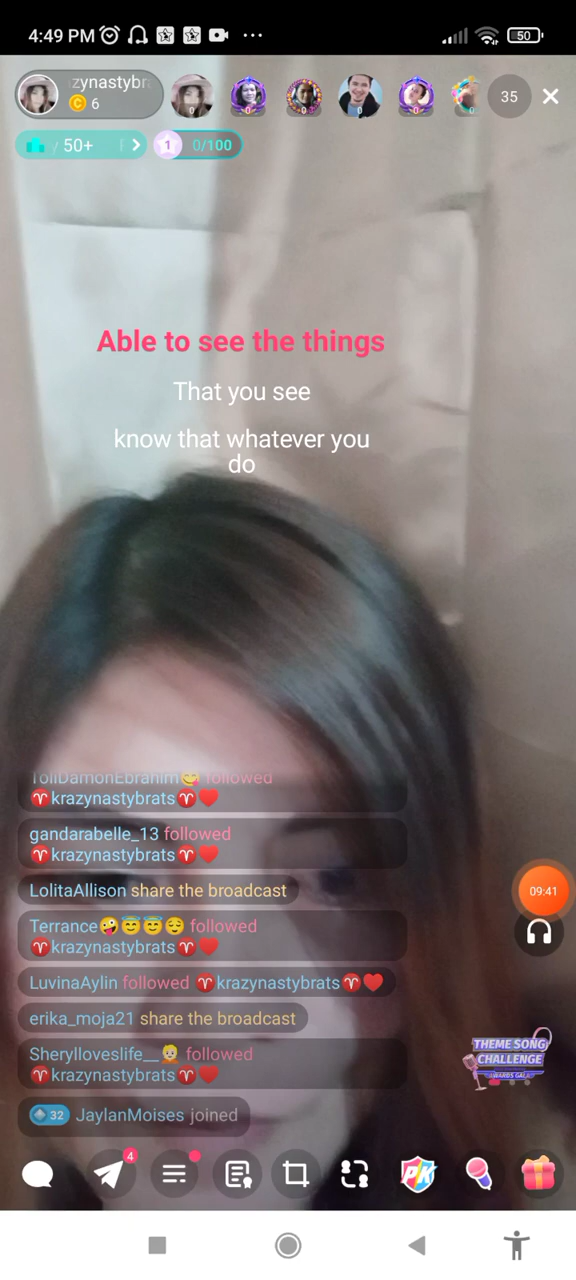 4:49 PM
50
zynastybr
6
35
50+
1
0/100
Able to see the things
That you see
know that whatever you
do
followed
♈krazynastybrats♈♥
gandarabelle_13 followed
♈krazynastybrats♈♥
LolitaAllison share the broadcast
Terrance🤪😇😇😌 followed
♈krazynastybrats♈♥
LuvinaAylin followed ♈krazynastybrats♈♥
erika_moja21 share the broadcast
Sherylloveslife__👱 followed
♈krazynastybrats♈♥
32 JaylanMoises joined
09:41
THEME SONG
CHALLENGE
AWARDS GALA
4
PK